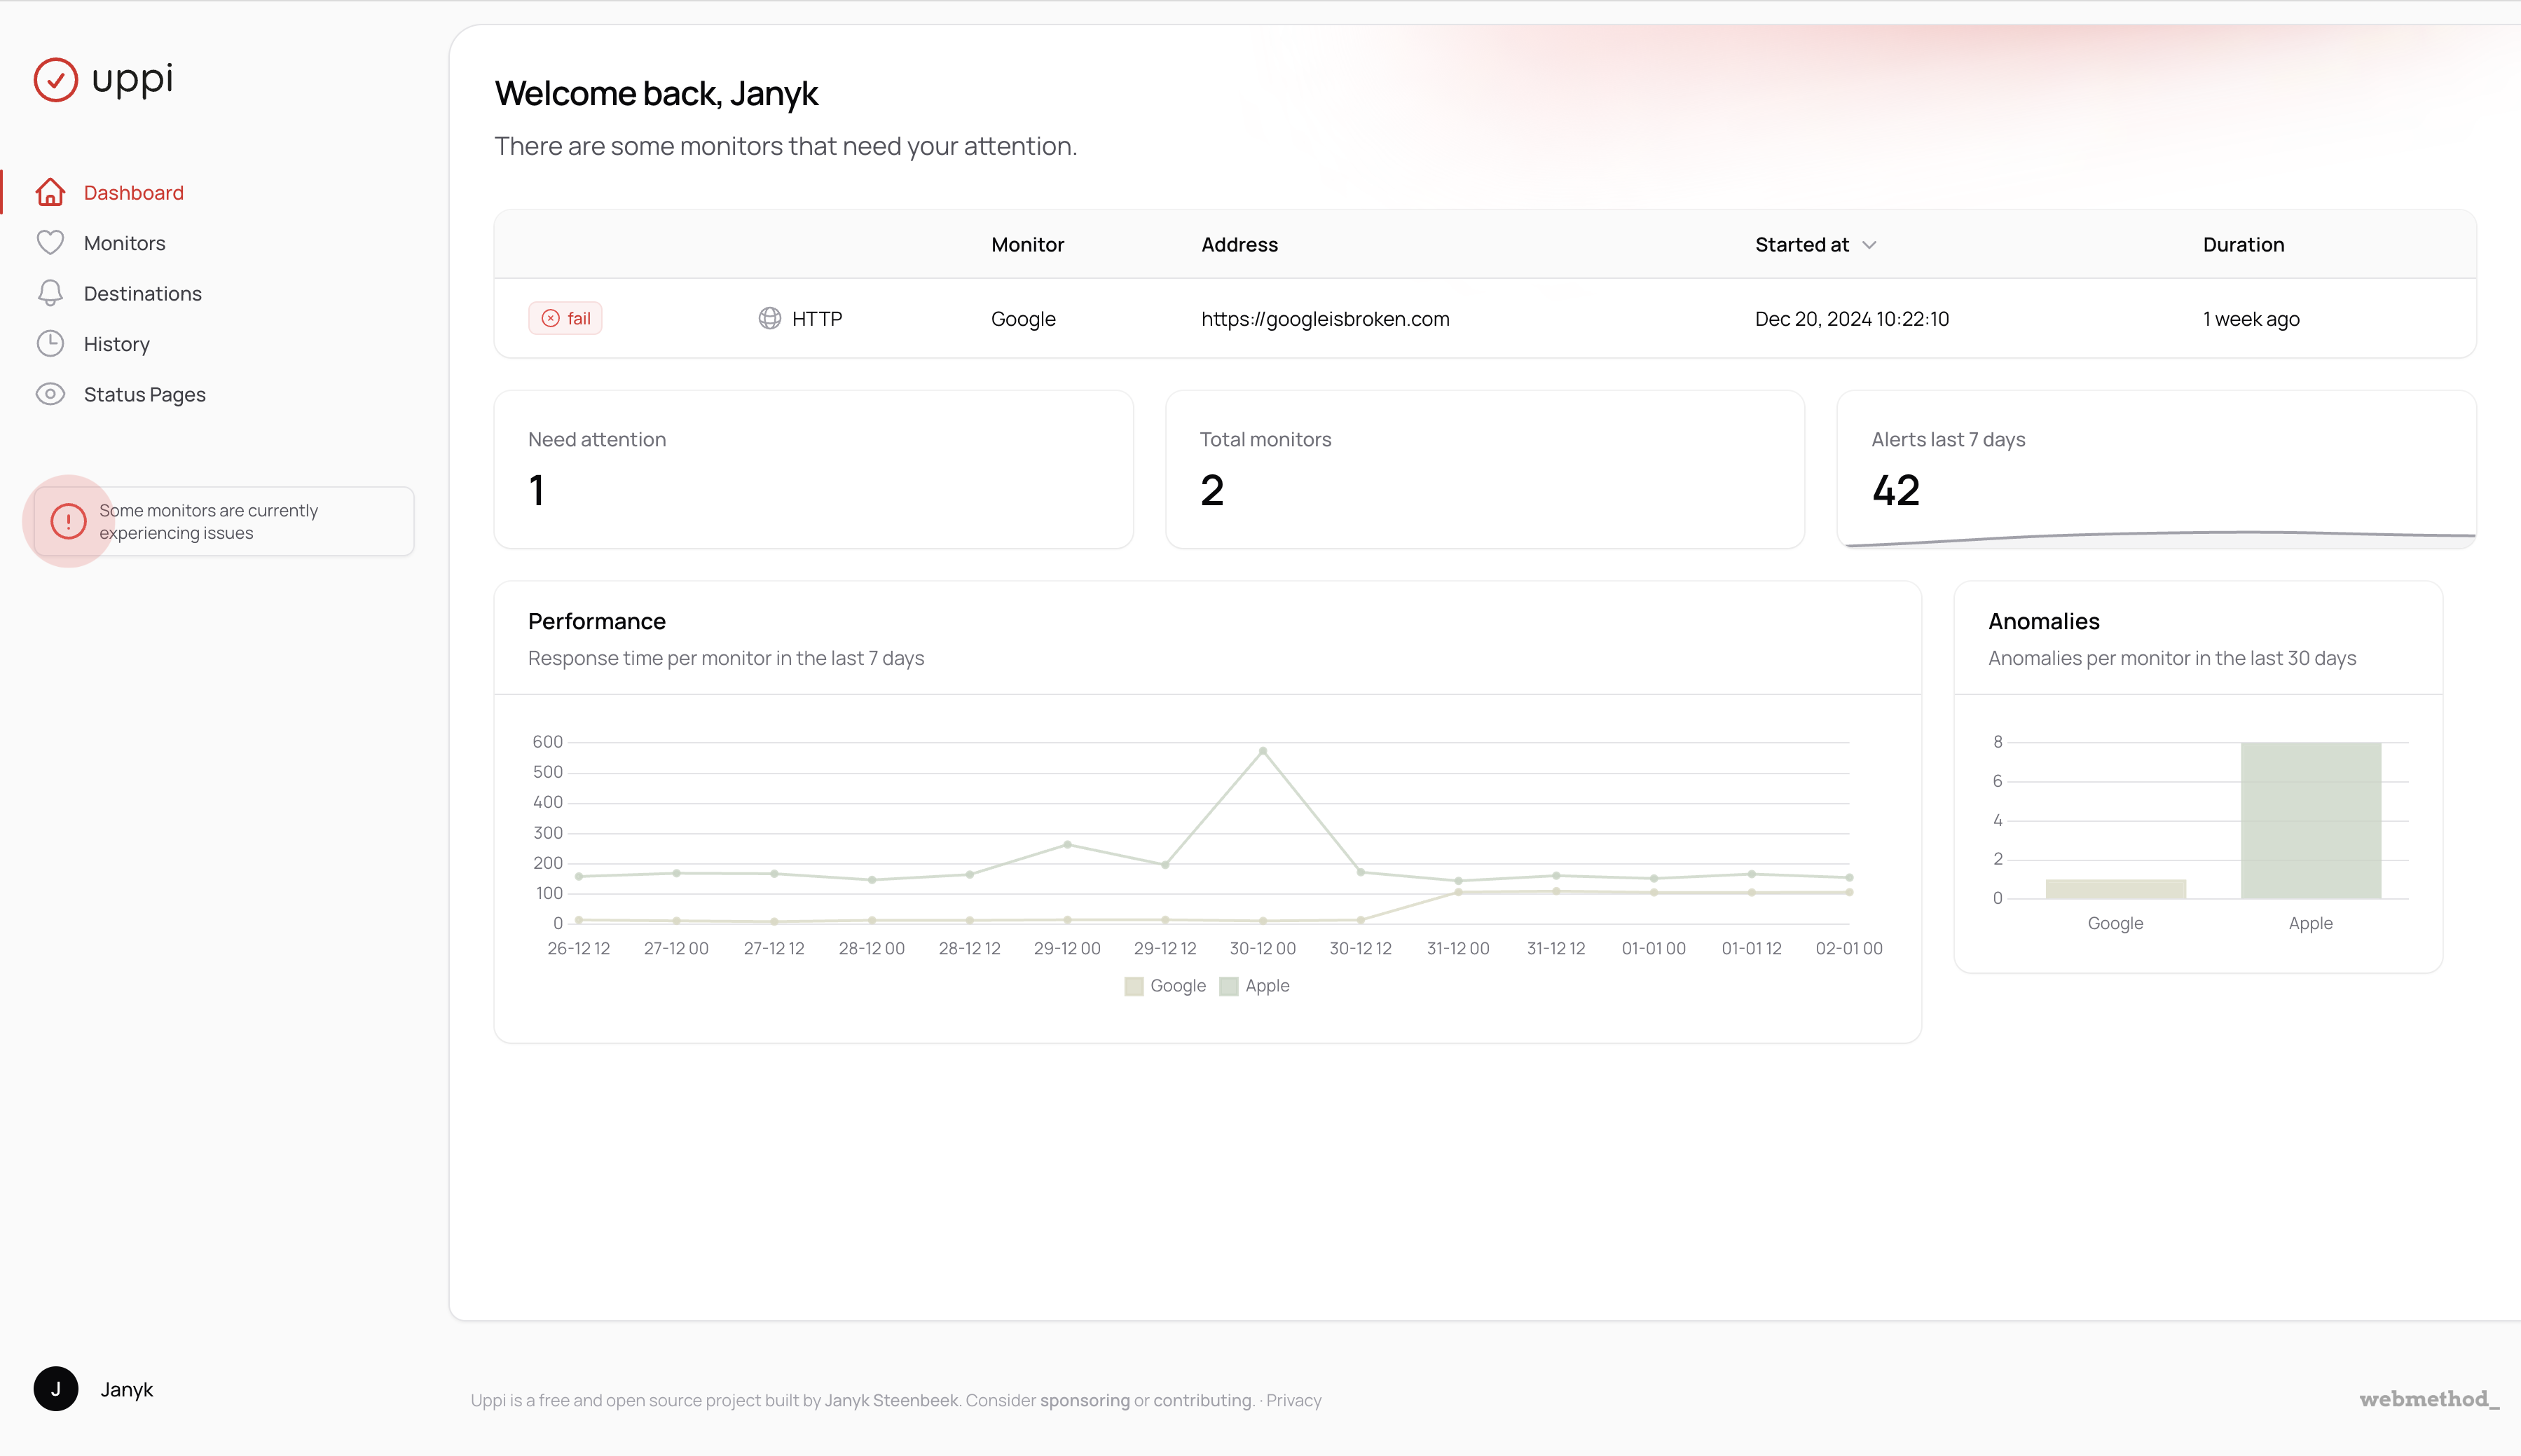 uppi
Dashboard
Monitors
Destinations
History
Status Pages
Some monitors are currently
experiencing issues
Welcome back, Janyk
There are some monitors that need your attention.
Monitor Address Started at Duration
fail HTTP Google https://googleisbroken.com Dec 20, 2024 10:22:10 1 week ago
Need attention
1
Total monitors
2
Alerts last 7 days
42
Performance
Response time per monitor in the last 7 days
600
500
400
300
200
100
0
26-12 12 27-12 00 27-12 12 28-12 00 28-12 12 29-12 00 29-12 12 30-12 00 30-12 12 31-12 00 31-12 12 01-01 00 01-01 12 02-01 00
Google Apple
Anomalies
Anomalies per monitor in the last 30 days
8
6
4
2
0
Google Apple
J Janyk
Uppi is a free and open source project built by Janyk Steenbeek. Consider sponsoring or contributing. · Privacy
webmethod_